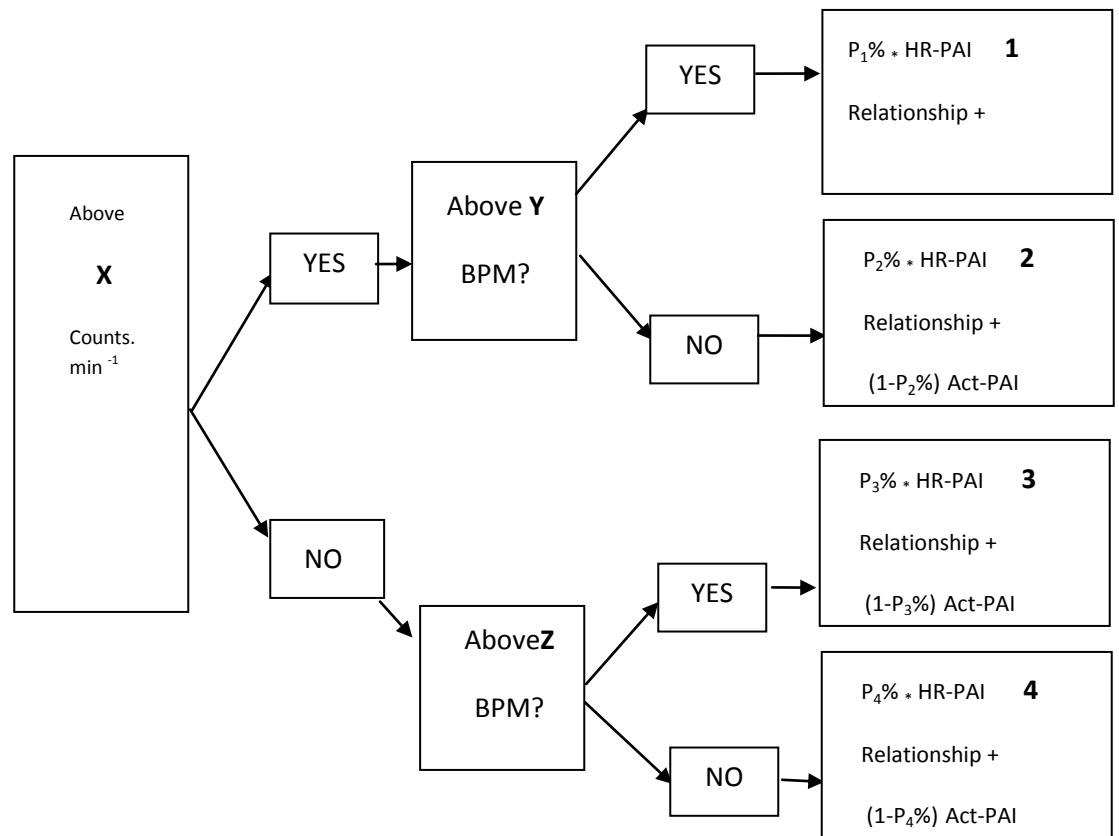 Above
X
Counts.
min -1
YES
Above Y
BPM?
YES
P1% * HR-PAI 1
Relationship +
NO
P2% * HR-PAI 2
Relationship +
(1-P2%) Act-PAI
NO
AboveZ
BPM?
YES
P3% * HR-PAI 3
Relationship +
(1-P3%) Act-PAI
NO
P4% * HR-PAI 4
Relationship +
(1-P4%) Act-PAI